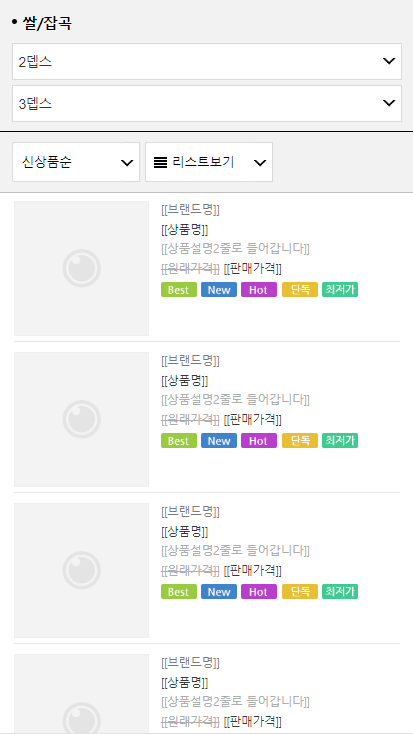 • 쌀/잡곡
2뎁스
3뎁스
신상품순 리스트보기
[[브랜드명]]
[[상품명]]
[[상품설명2줄로 들어갑니다]]
[[원래가격]] [[판매가격]]
Best New Hot 단독 최저가
[[브랜드명]]
[[상품명]]
[[상품설명2줄로 들어갑니다]]
[[원래가격]] [[판매가격]]
Best New Hot 단독 최저가
[[브랜드명]]
[[상품명]]
[[상품설명2줄로 들어갑니다]]
[[원래가격]] [[판매가격]]
Best New Hot 단독 최저가
[[브랜드명]]
[[상품명]]
[[상품설명2줄로 들어갑니다]]
[[원래가격]] [[판매가격]]